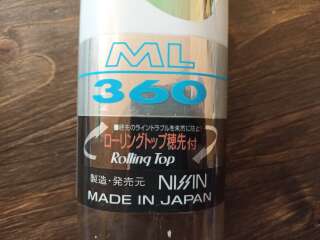 ML
360
■穂先のライントラブルを未然に防止!
ローリングトップ穂先付
Rolling Top
製造・発売元 NISSIN
MADE IN JAPAN